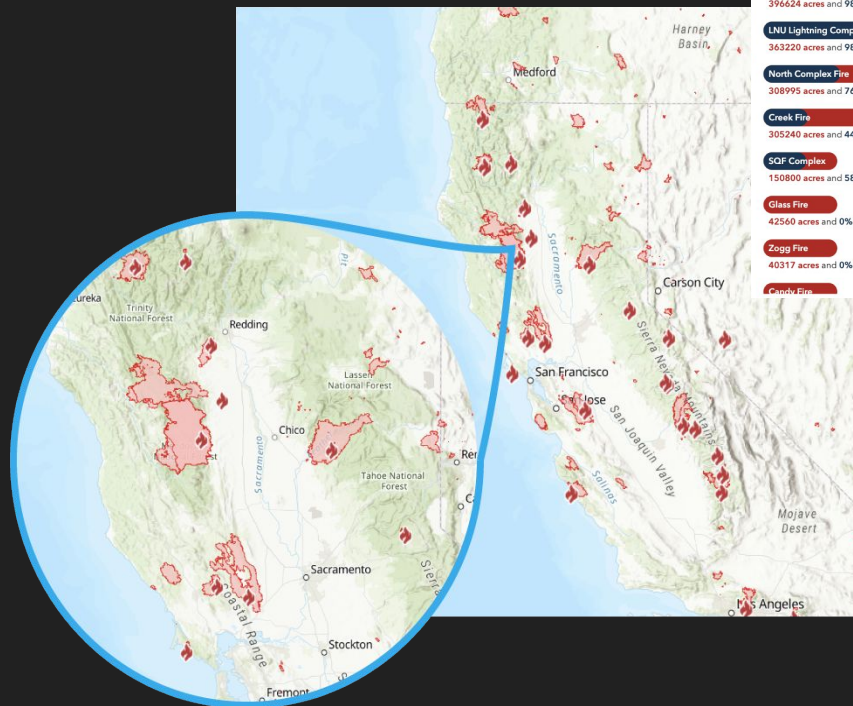 396624 acres and 98
LNU Lightning Comp
363220 acres and 98
North Complex Fire
308995 acres and 76
Creek Fire
305240 acres and 44
SQF Complex
150800 acres and 58
Glass Fire
42560 acres and 0%
Zogg Fire
40317 acres and 0%
Candy Fire
Harney
Basin
Medford
Sacramento
Carson City
Sierra Nevada Mountains
San Francisco
San Joaquin Valley
Salinas
Mojave
Desert
Los Angeles
Eureka
Trinity
National Forest
Redding
Pit
Lassen
National Forest
Chico
Sacramento
Tahoe National
Forest
Sacramento
Coastal Range
Sierra
Stockton
Fremont